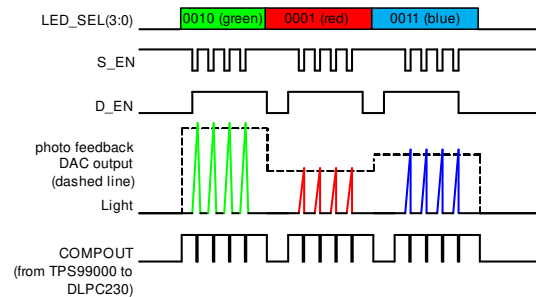 LED_SEL(3:0)
0010 (green)
0001 (red)
0011 (blue)
S_EN
D_EN
photo feedback
DAC output
(dashed line)
Light
COMPOUT
(from TPS99000 to
DLPC230)